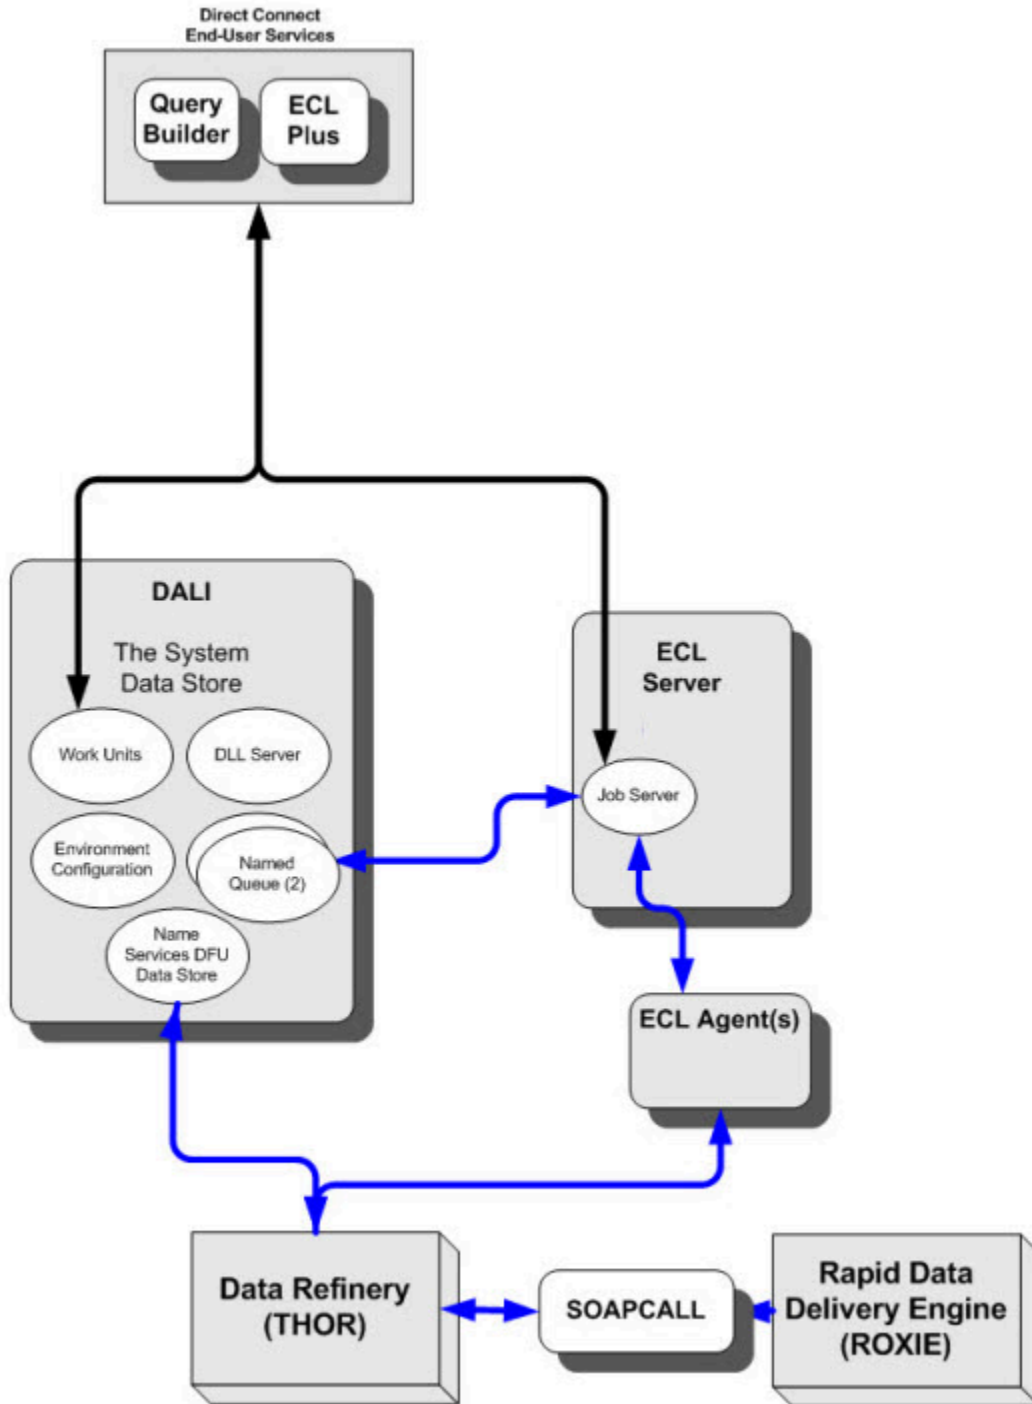 Direct Connect
End-User Services
Query
Builder
ECL
Plus
DALI
The System
Data Store
Work Units
DLL Server
Environment
Configuration
Named
Queue (2)
Name
Services DFU
Data Store
ECL
Server
Job Server
ECL Agent(s)
Data Refinery
(THOR)
SOAPCALL
Rapid Data
Delivery Engine
(ROXIE)